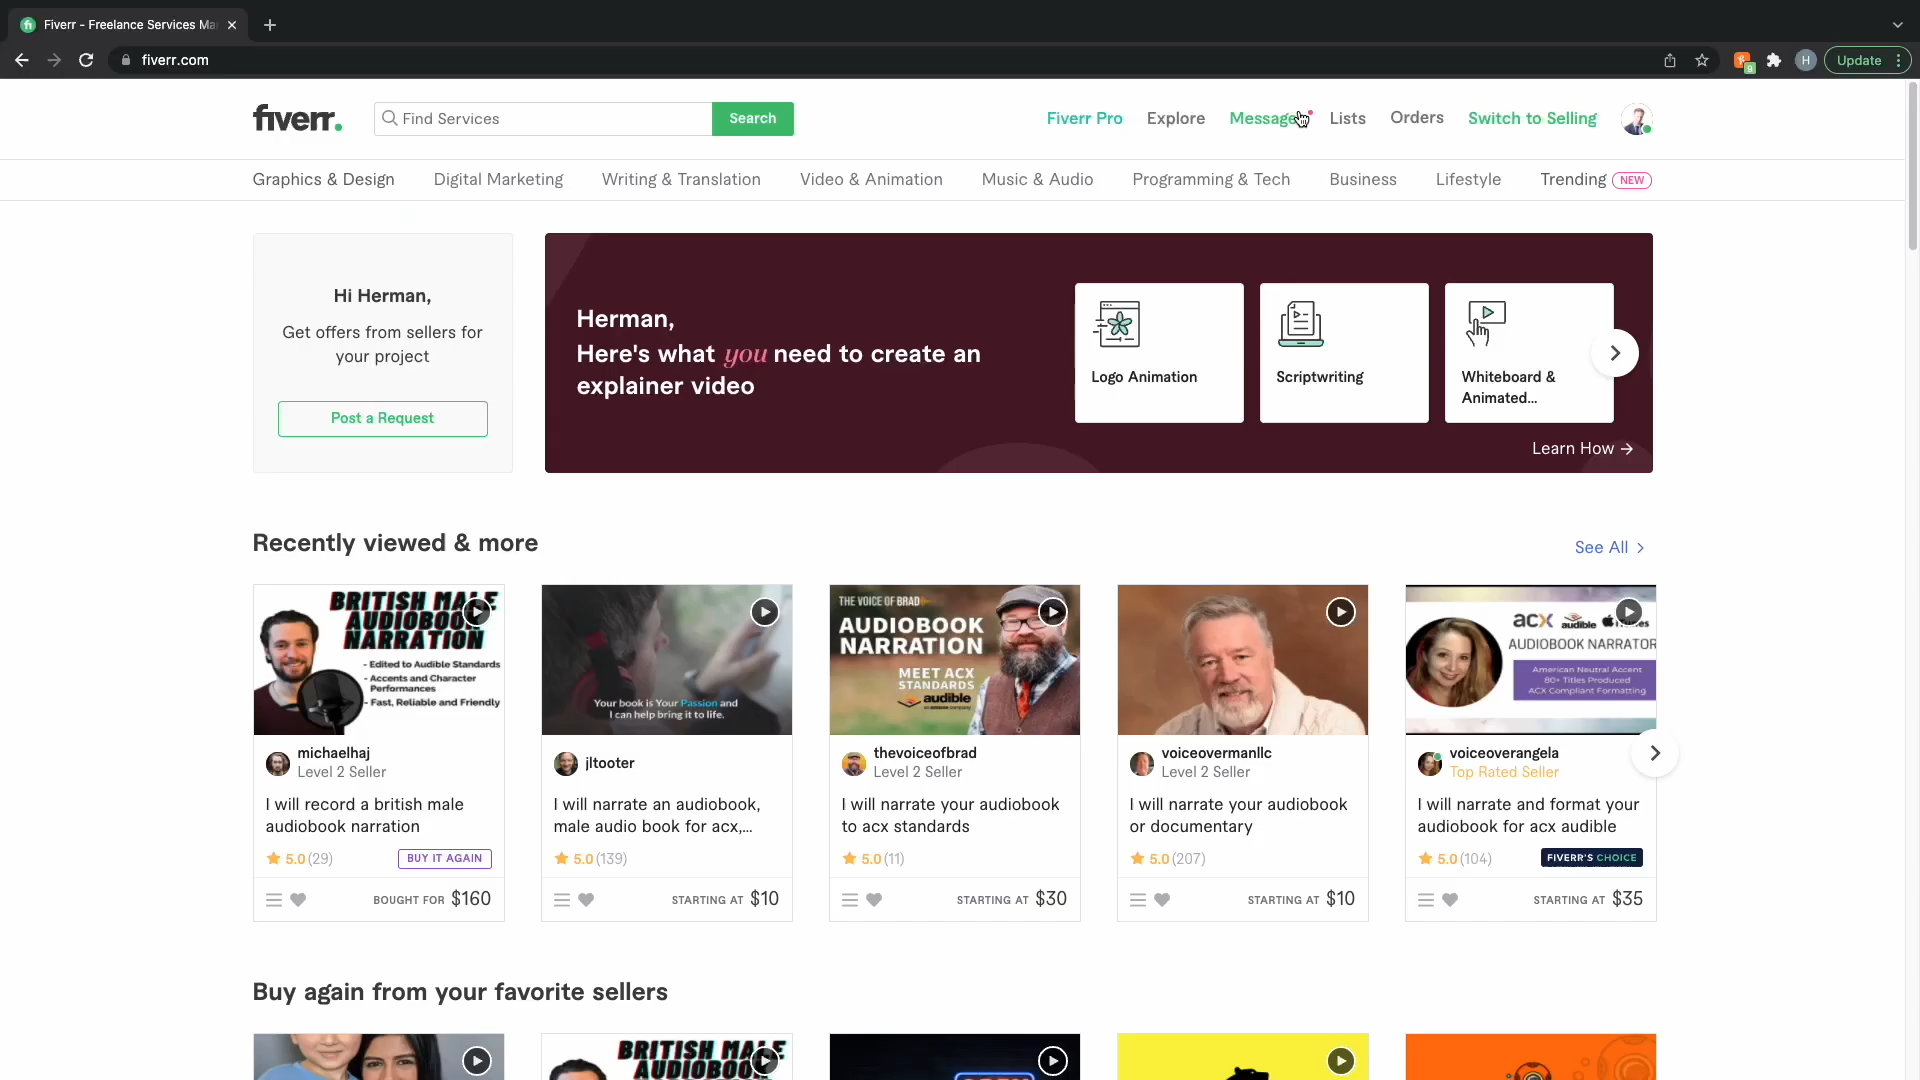 Fiverr - Freelance Services Ma
fiverr.com
H
Update
fiverr.
Find Services
Search
Fiverr Pro
Explore
Message
Lists
Orders
Switch to Selling
Graphics & Design
Digital Marketing
Writing & Translation
Video & Animation
Music & Audio
Programming & Tech
Business
Lifestyle
Trending NEW
Hi Herman,
Get offers from sellers for
your project
Post a Request
Herman,
Here's what you need to create an
explainer video
Logo Animation
Scriptwriting
Whiteboard &
Animated...
Learn How →
Recently viewed & more
See All
BRITISH MALE
AUDIOBOOK
NARRATION
- Edited to Audible Standards
- Accents and Character
Performances
- Fast, Reliable and Friendly
michaelhaj
Level 2 Seller
I will record a british male
audiobook narration
5.0 (29)
BUY IT AGAIN
BOUGHT FOR $160
Your book is Your Passion and
I can help bring it to life.
jltooter
I will narrate an audiobook,
male audio book for acx,...
5.0 (139)
STARTING AT $10
THE VOICE OF BRAD
AUDIOBOOK
NARRATION
MEET ACX
STANDARDS
audible
an amazon company
thevoiceofbrad
Level 2 Seller
I will narrate your audiobook
to acx standards
5.0 (11)
STARTING AT $30
voiceovermanllc
Level 2 Seller
I will narrate your audiobook
or documentary
5.0 (207)
STARTING AT $10
acx audible
AUDIOBOOK NARRATOR
American Neutral Accent
80+ Titles Produced
ACX Compliant Formatting
voiceoverangela
Top Rated Seller
I will narrate and format your
audiobook for acx audible
5.0 (104)
FIVERR'S CHOICE
STARTING AT $35
Buy again from your favorite sellers
BRITISH MALE
AUDIOBOOK